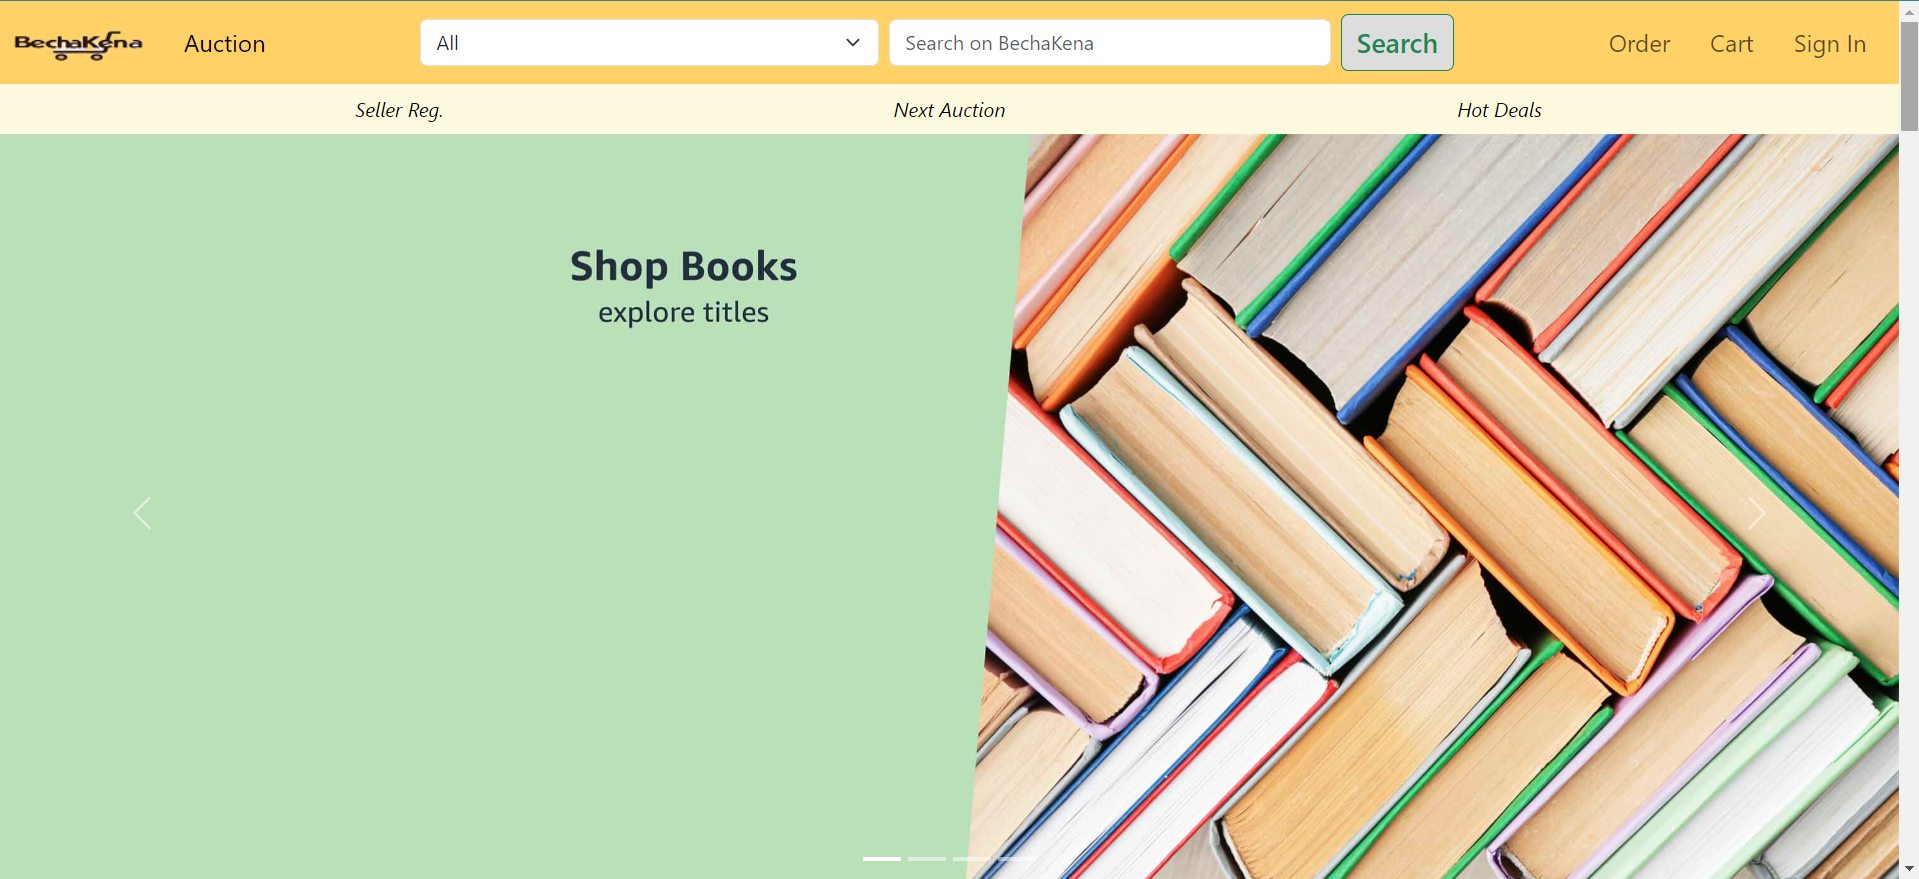 BechaKena Auction All Search on BechaKena Search Order Cart Sign In
Seller Reg. Next Auction Hot Deals
Shop Books
explore titles